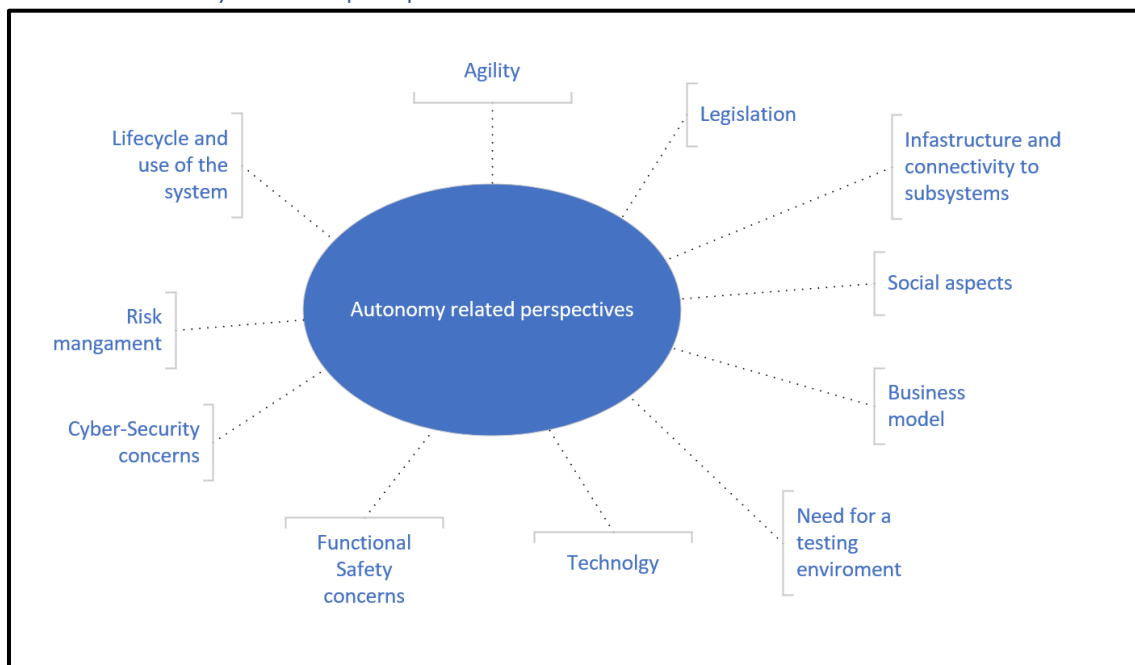 Agility
Legislation
Lifecycle and
use of the
system
Infastructure and
connectivity to
subsystems
Autonomy related perspectives
Social aspects
Risk
mangament
Business
model
Cyber-Security
concerns
Need for a
testing
enviroment
Functional
Safety
concerns
Technolgy